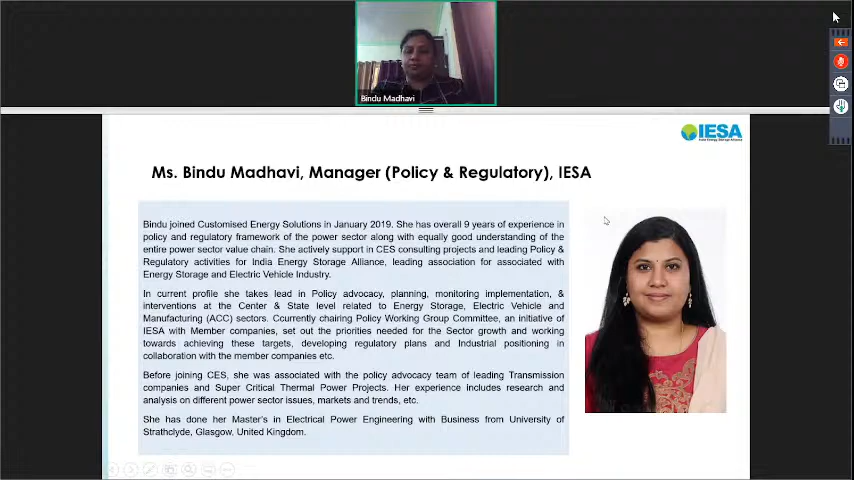 Bindu Madhavi
IESA
India Energy Storage Alliance
Ms. Bindu Madhavi, Manager (Policy & Regulatory), IESA
Bindu joined Customised Energy Solutions in January 2019. She has overall 9 years of experience in
policy and regulatory framework of the power sector along with equally good understanding of the
entire power sector value chain. She actively support in CES consulting projects and leading Policy &
Regulatory activities for India Energy Storage Alliance, leading association for associated with
Energy Storage and Electric Vehicle Industry.
In current profile she takes lead in Policy advocacy, planning, monitoring implementation, &
interventions at the Center & State level related to Energy Storage, Electric Vehicle and
Manufacturing (ACC) sectors. Ccurrently chairing Policy Working Group Committee, an initiative of
IESA with Member companies, set out the priorities needed for the Sector growth and working
towards achieving these targets, developing regulatory plans and Industrial positioning in
collaboration with the member companies etc.
Before joining CES, she was associated with the policy advocacy team of leading Transmission
companies and Super Critical Thermal Power Projects. Her experience includes research and
analysis on different power sector issues, markets and trends, etc.
She has done her Master's in Electrical Power Engineering with Business from University of
Strathclyde, Glasgow, United Kingdom.